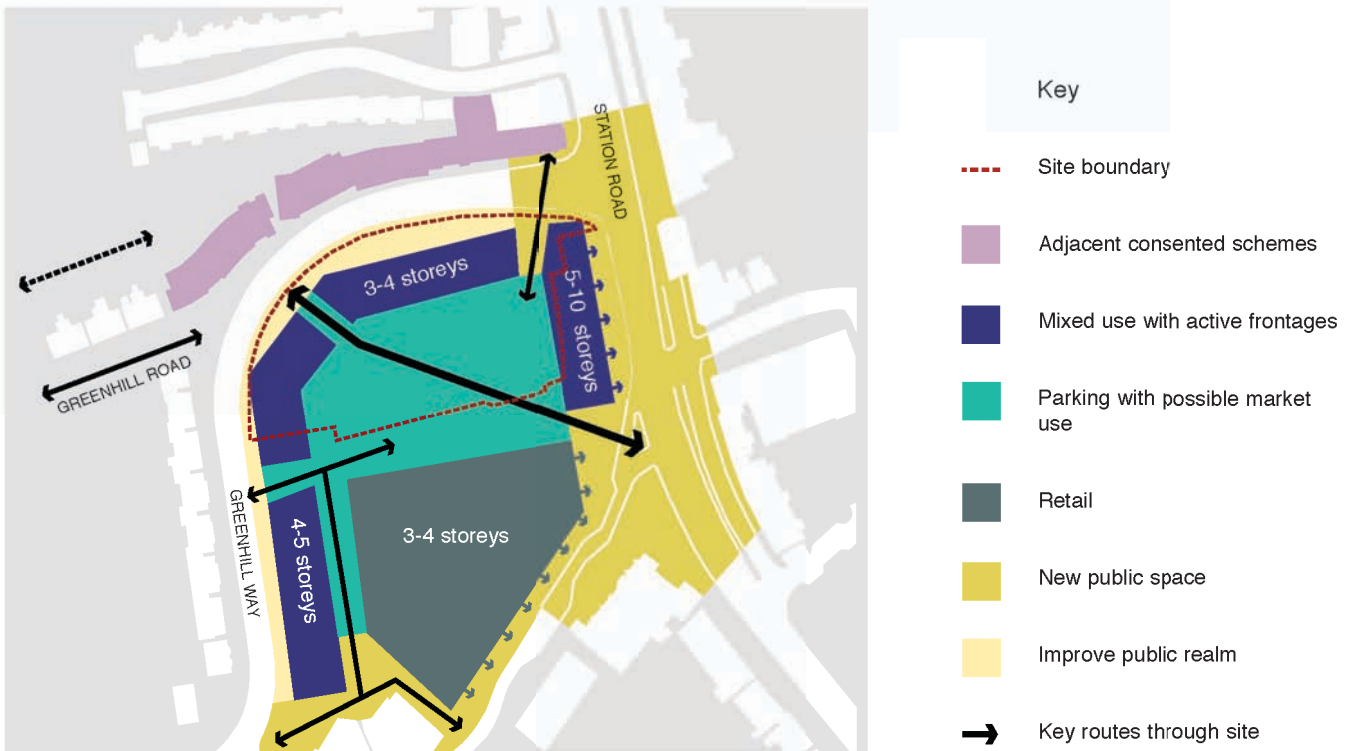 STATION ROAD
3-4 storeys
5-10 storeys
GREENHILL ROAD
GREENHILL WAY
4-5 storeys
3-4 storeys
Key
Site boundary
Adjacent consented schemes
Mixed use with active frontages
Parking with possible market
use
Retail
New public space
Improve public realm
Key routes through site